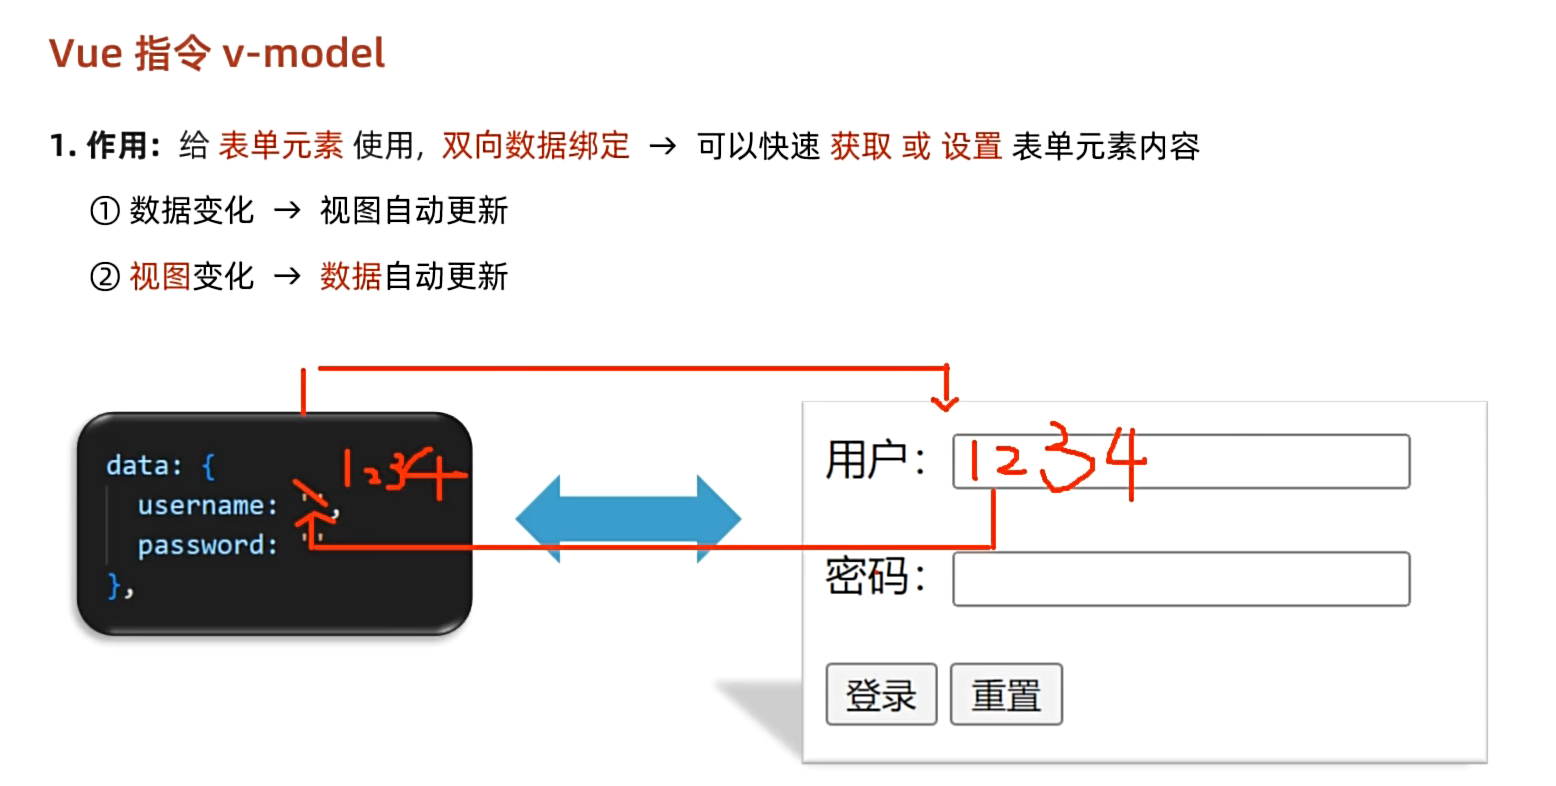 Vue 指令 v-model
1. 作用：给 表单元素 使用, 双向数据绑定 → 可以快速 获取 或 设置 表单元素内容
① 数据变化 → 视图自动更新
② 视图变化 → 数据自动更新
data: {
1234
username: '',
password: ''
},
用户：1234
密码：
登录 重置